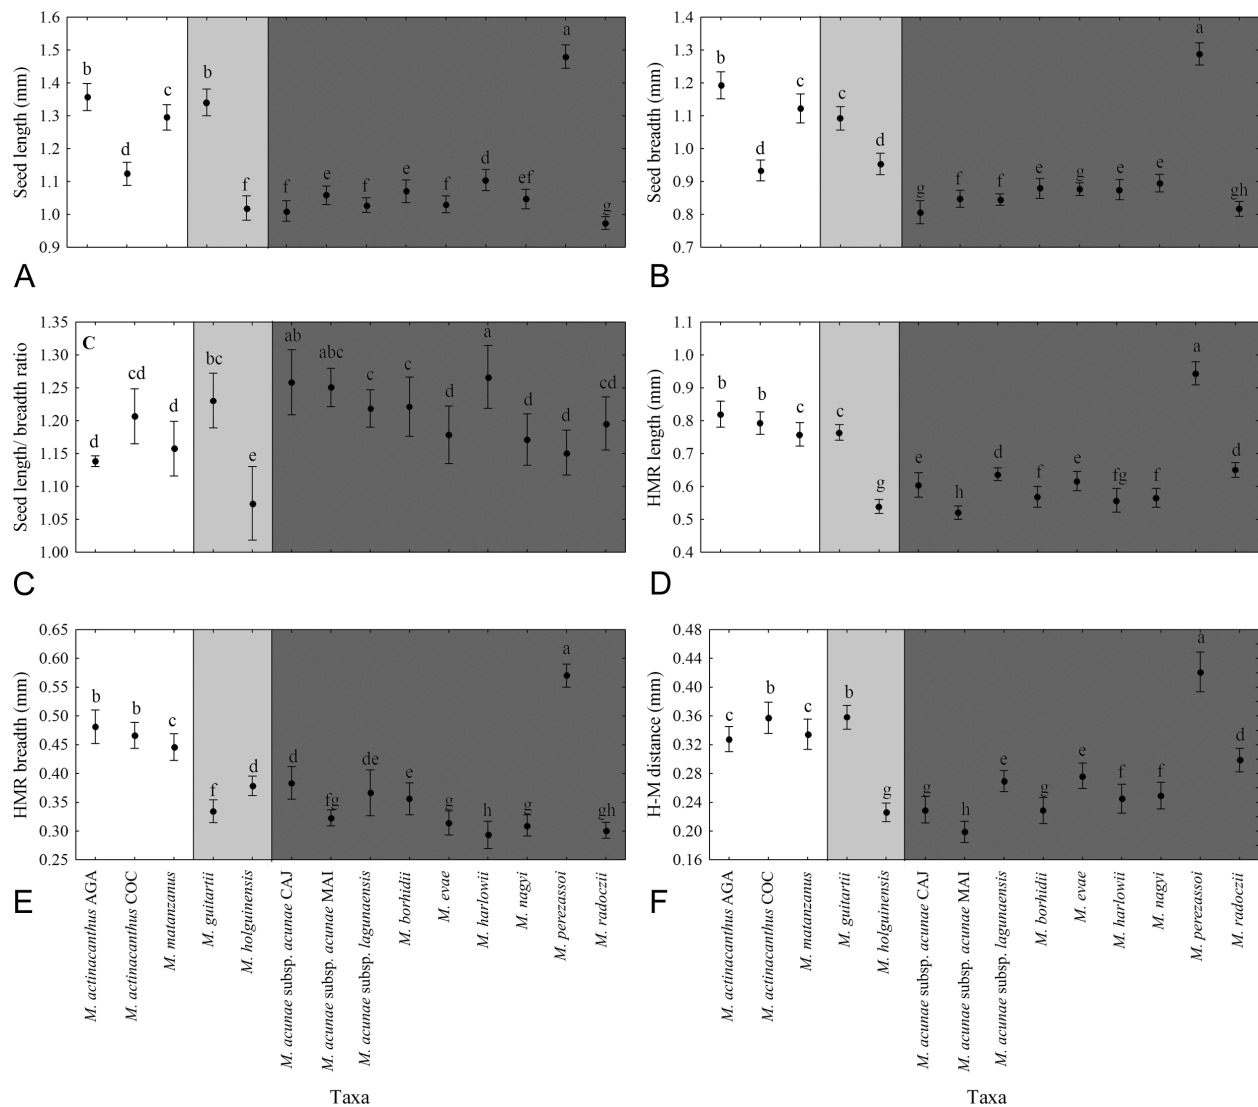 1.6
1.5
1.4
1.3
1.2
1.1
1.0
0.9
Seed length (mm)
b
d
c
b
f
f
e
f
e
f
d
ef
a
g
A
1.4
1.3
1.2
1.1
1.0
0.9
0.8
0.7
Seed breadth (mm)
b
d
c
c
d
g
f
f
e
g
e
e
a
gh
B
1.35
1.30
1.25
1.20
1.15
1.10
1.05
1.00
Seed length/ breadth ratio
C
d
cd
d
bc
e
ab
abc
c
c
d
a
d
d
cd
C
1.1
1.0
0.9
0.8
0.7
0.6
0.5
0.4
HMR length (mm)
b
b
c
c
g
e
h
d
f
e
fg
f
a
d
D
0.65
0.60
0.55
0.50
0.45
0.40
0.35
0.30
0.25
HMR breadth (mm)
b
b
c
f
d
d
fg
de
e
g
h
g
a
gh
E
M. actinacanthus AGA
M. actinacanthus COC
M. matanzanus
M. guitartii
M. holguinensis
M. acunae subsp. acunae CAJ
M. acunae subsp. acunae MAI
M. acunae subsp. lagunaensis
M. borhidii
M. evae
M. harlowii
M. nagyi
M. perezassoi
M. radoczii
Taxa
0.48
0.44
0.40
0.36
0.32
0.28
0.24
0.20
0.16
H-M distance (mm)
c
b
c
b
g
g
h
e
g
e
f
f
a
d
F
M. actinacanthus AGA
M. actinacanthus COC
M. matanzanus
M. guitartii
M. holguinensis
M. acunae subsp. acunae CAJ
M. acunae subsp. acunae MAI
M. acunae subsp. lagunaensis
M. borhidii
M. evae
M. harlowii
M. nagyi
M. perezassoi
M. radoczii
Taxa